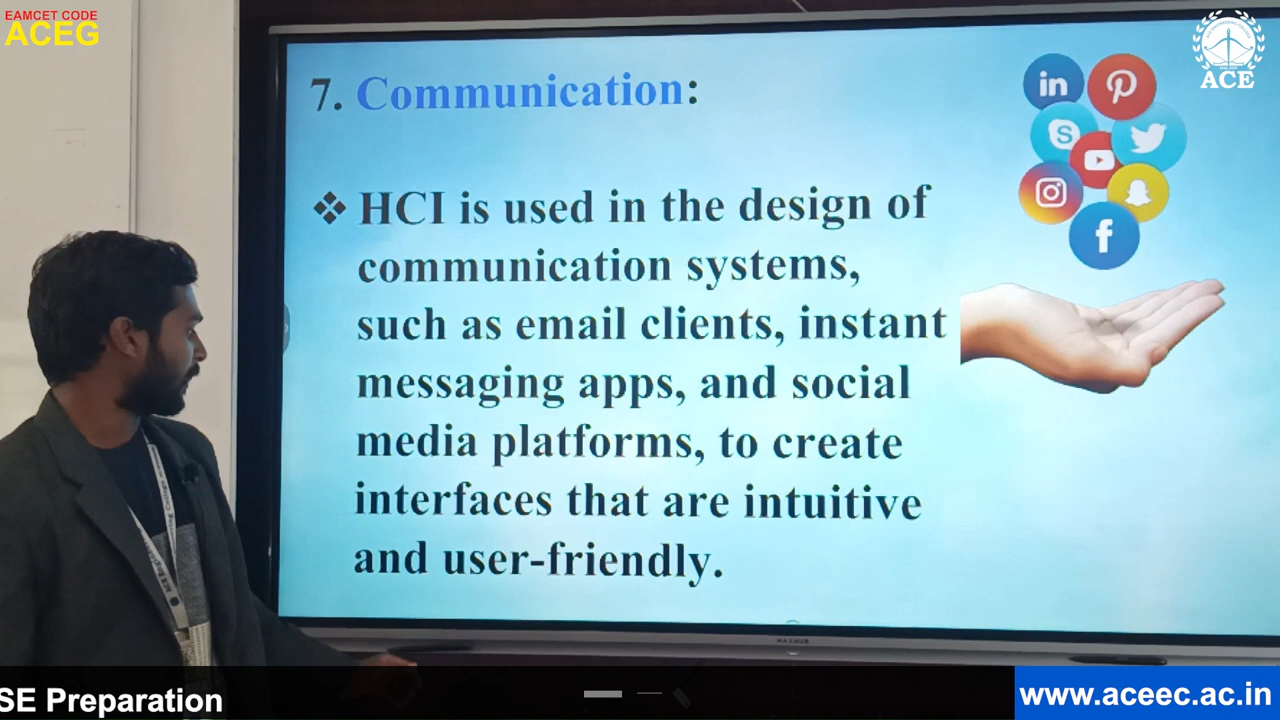 EAMCET CODE
ACEG
ACE
7. Communication:
❖ HCI is used in the design of
communication systems,
such as email clients, instant
messaging apps, and social
media platforms, to create
interfaces that are intuitive
and user-friendly.
in
f
MAXHUB
SE Preparation
www.aceec.ac.in